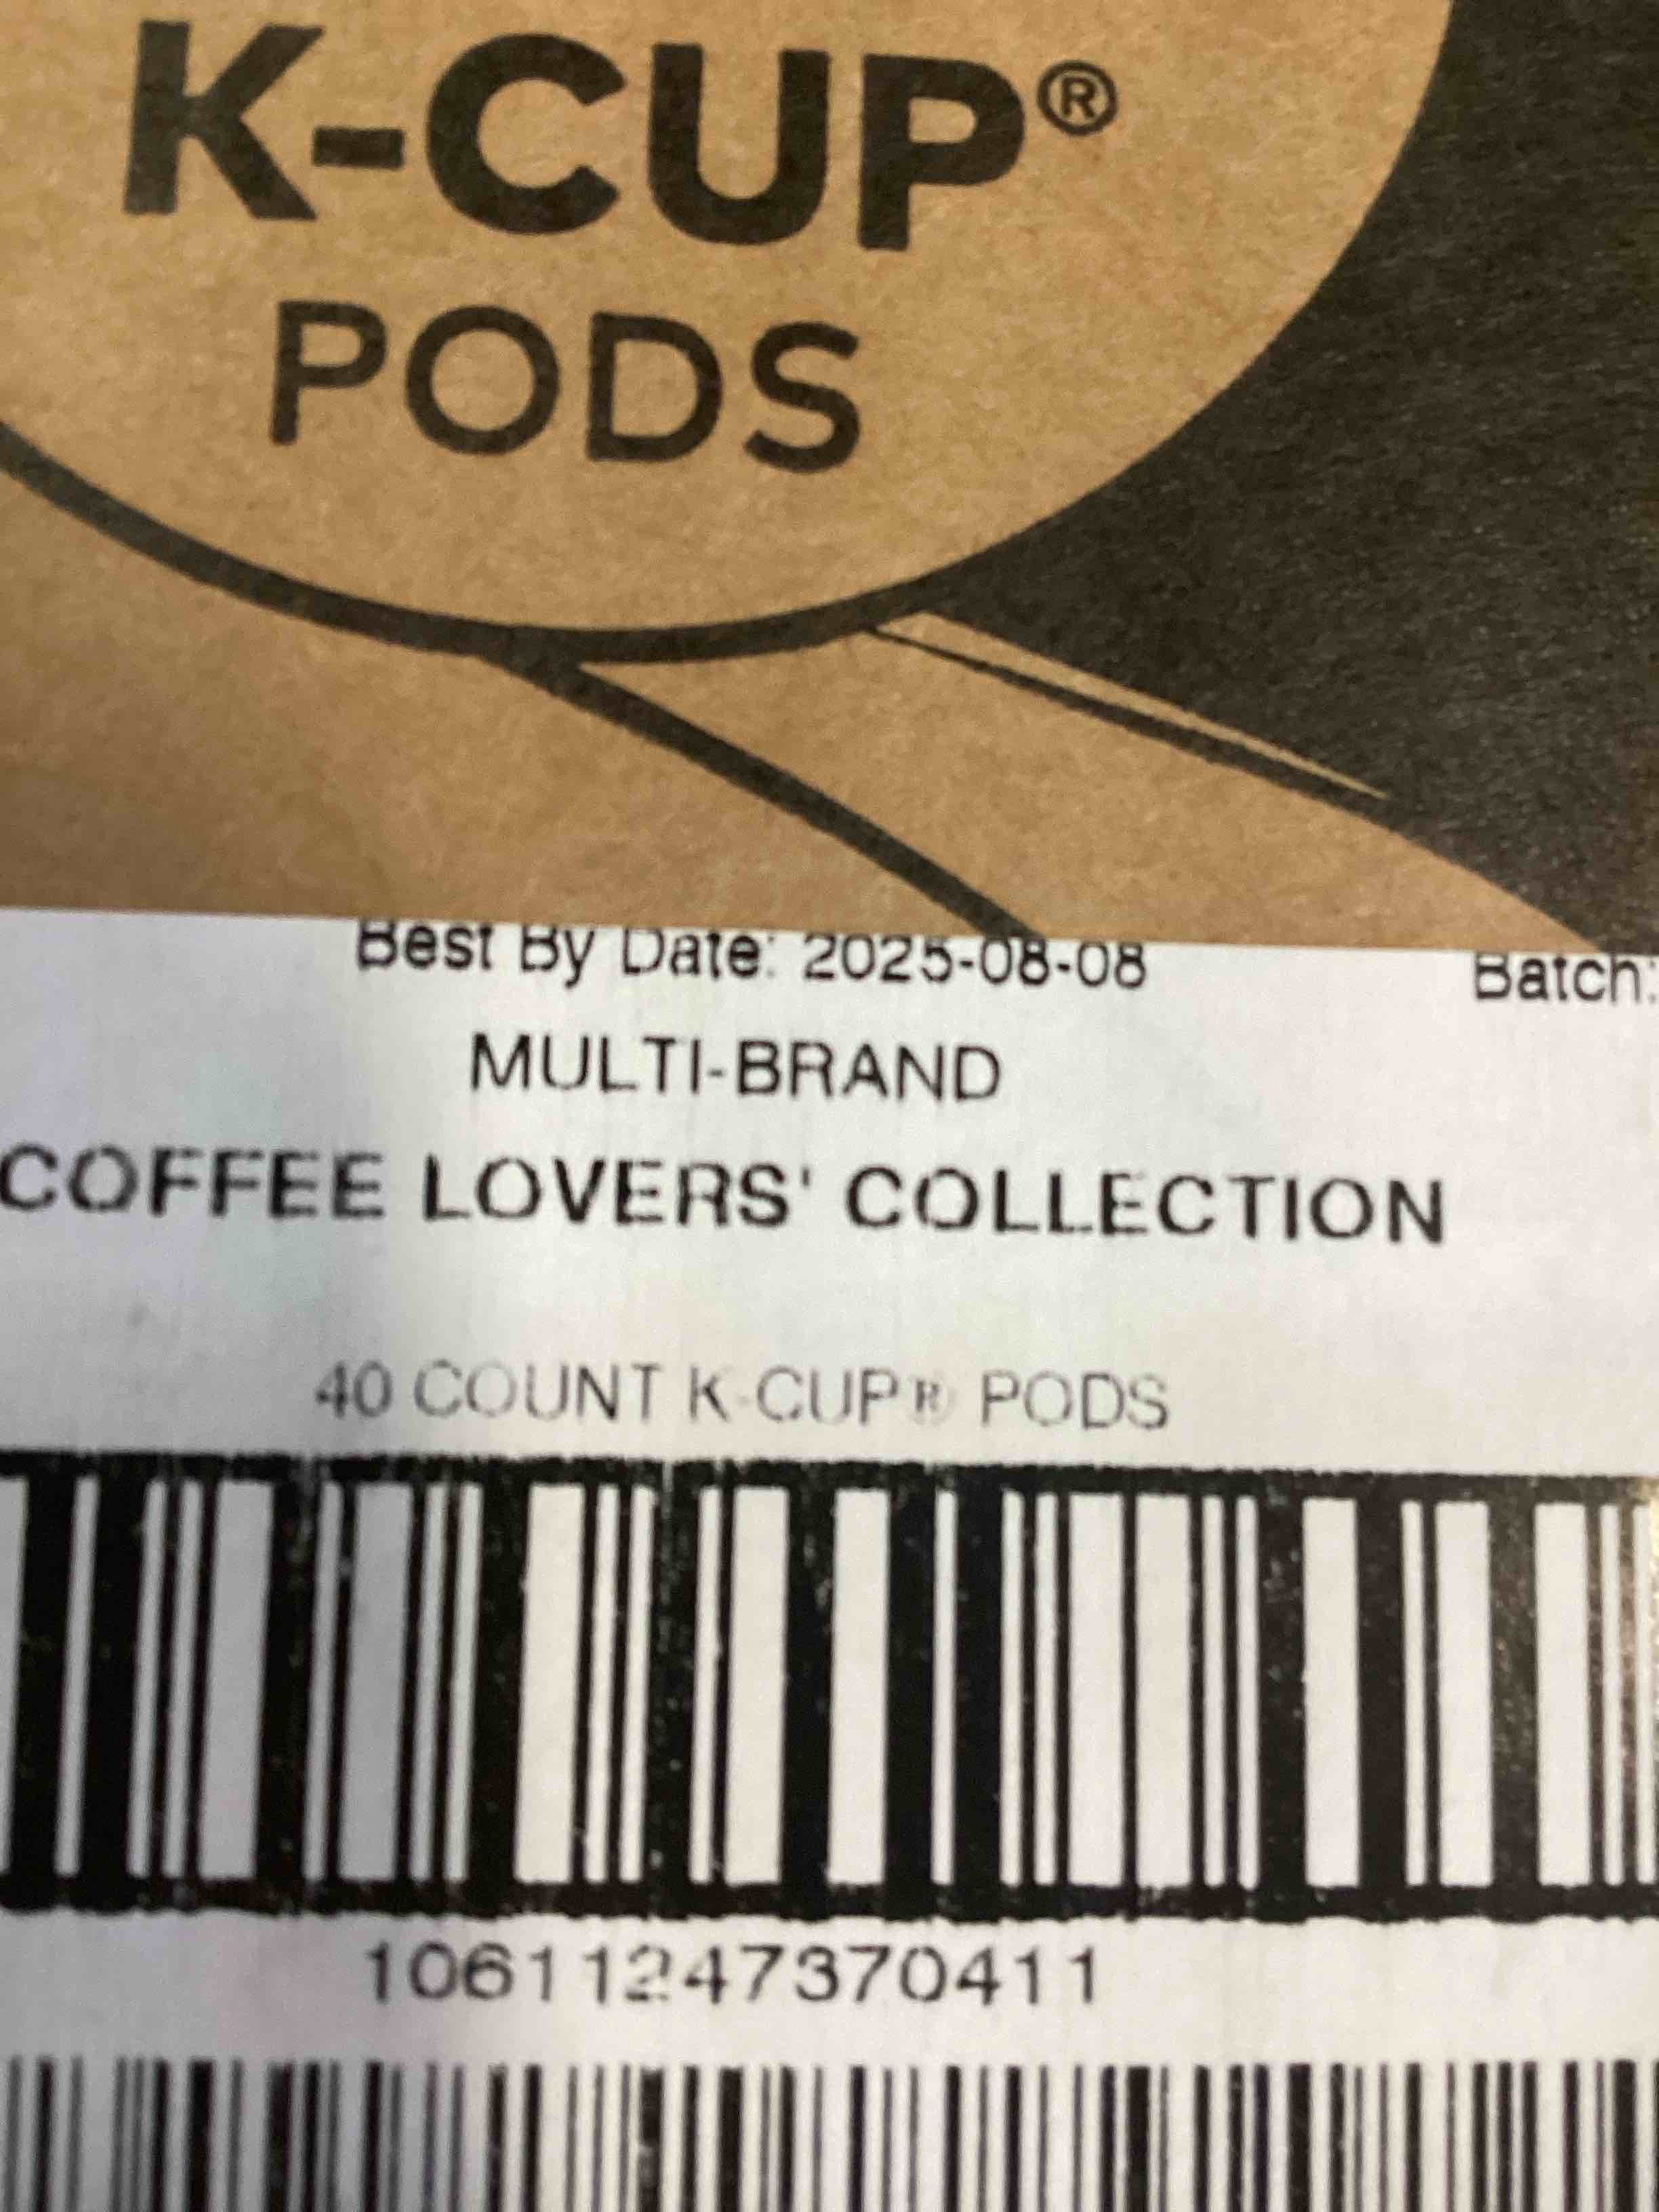 K-CUP®
PODS
Best By Date: 2025-08-08 Batch:
MULTI-BRAND
COFFEE LOVERS' COLLECTION
40 COUNT K-CUP® PODS
10611247370411